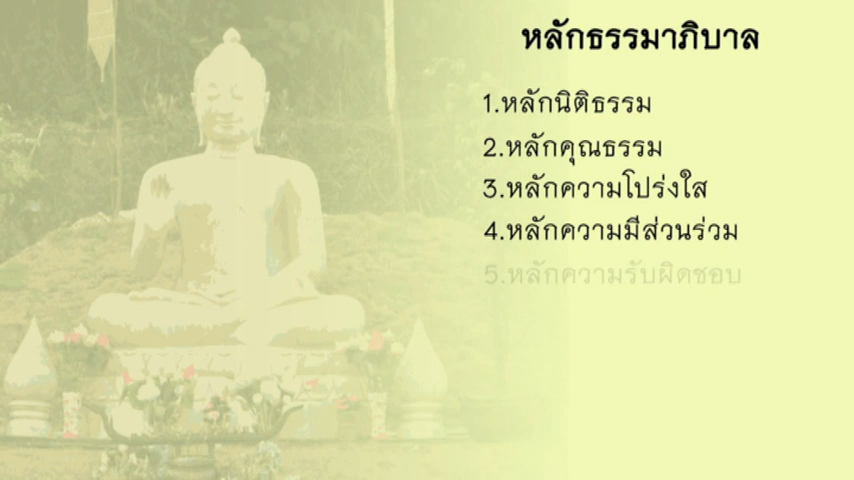 หลักธรรมาภิบาล
1.หลักนิติธรรม
2.หลักคุณธรรม
3.หลักความโปร่งใส
4.หลักความมีส่วนร่วม
5.หลักความรับผิดชอบ